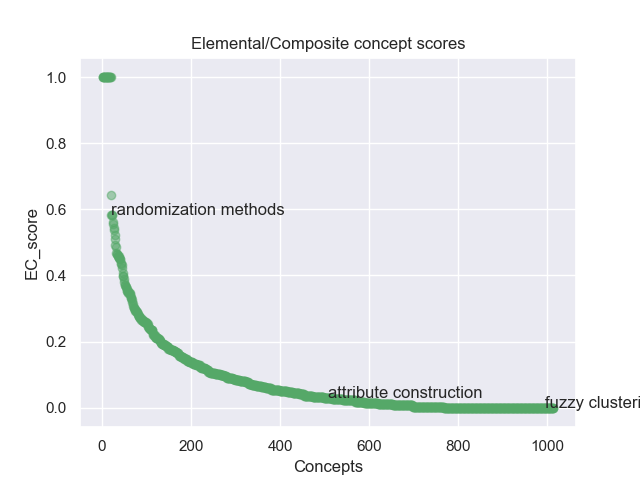 Elemental/Composite concept scores
1.0
0.8
0.6
0.4
0.2
0.0
EC_score
randomization methods
attribute construction
fuzzy clusteri
0 200 400 600 800 1000
Concepts